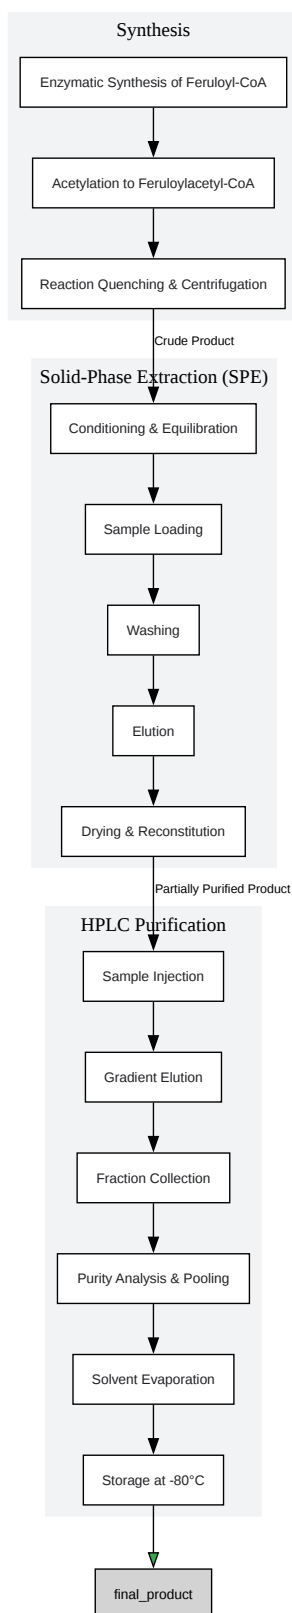 Synthesis
Enzymatic Synthesis of Feruloyl-CoA
Acetylation to Feruloylacetyl-CoA
Reaction Quenching & Centrifugation
Crude Product
Solid-Phase Extraction (SPE)
Conditioning & Equilibration
Sample Loading
Washing
Elution
Drying & Reconstitution
Partially Purified Product
HPLC Purification
Sample Injection
Gradient Elution
Fraction Collection
Purity Analysis & Pooling
Solvent Evaporation
Storage at -80°C
final_product